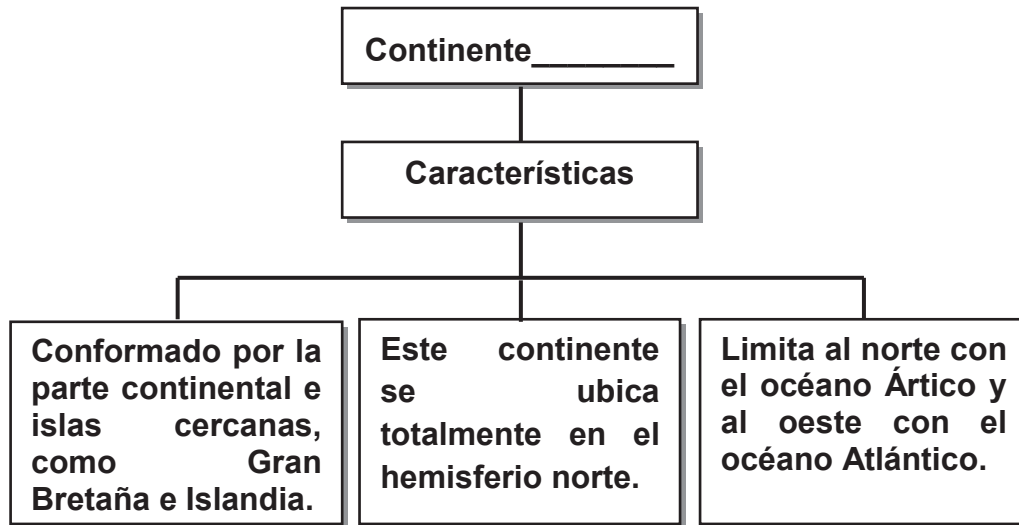 Continente________
Características
Conformado por la
parte continental e
islas cercanas,
como Gran
Bretaña e Islandia.
Este continente
se ubica
totalmente en el
hemisferio norte.
Limita al norte con
el océano Ártico y
al oeste con el
océano Atlántico.